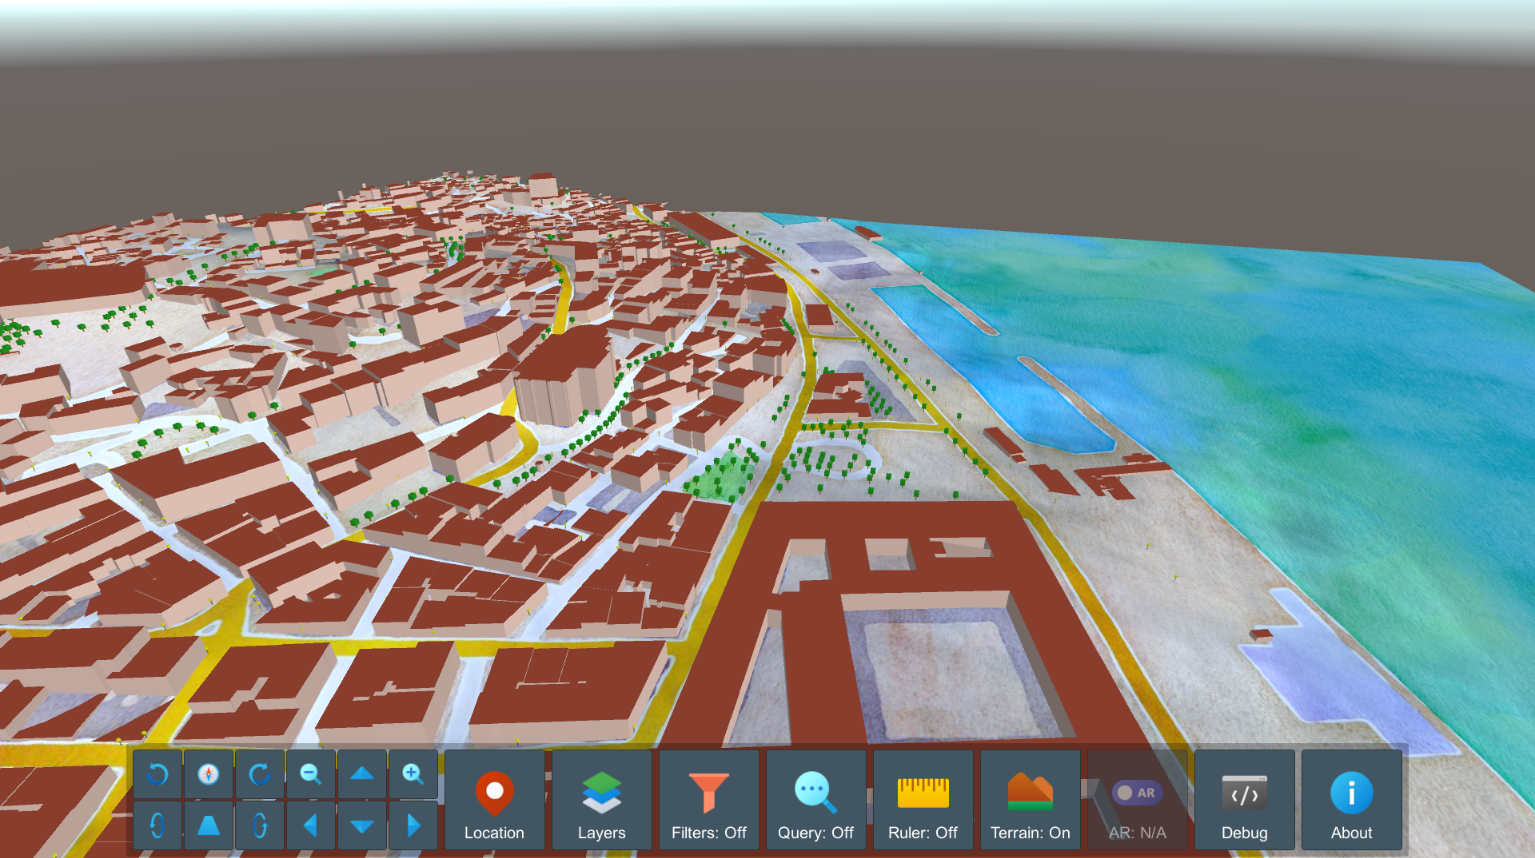 AR
Location
Layers
Filters: Off
Query: Off
Ruler: Off
Terrain: On
AR: N/A
Debug
About